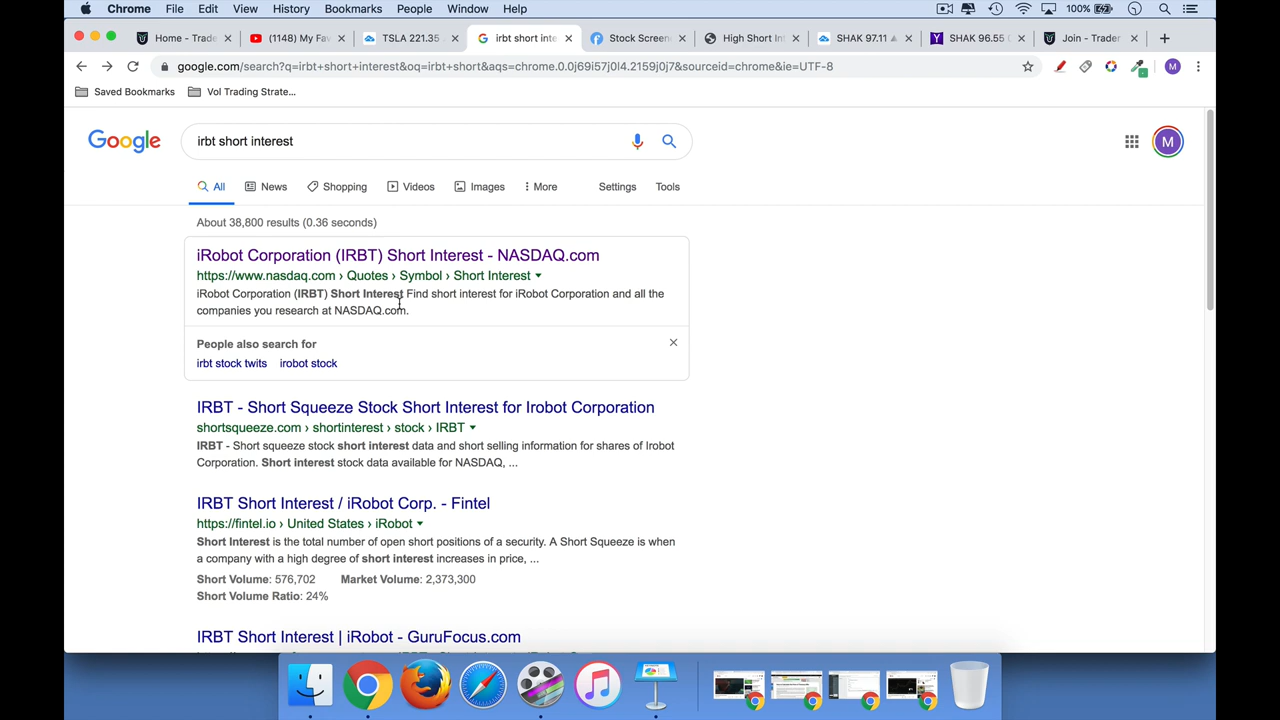 Chrome File Edit View History Bookmarks People Window Help 100%
Home - Trade (1148) My Fav TSLA 221.35 irbt short inte Stock Screen High Short In SHAK 97.11 SHAK 96.55 Join - Trader
google.com/search?q=irbt+short+interest&oq=irbt+short&aqs=chrome.0.0j69i57j0l4.2159j0j7&sourceid=chrome&ie=UTF-8
M
Saved Bookmarks Vol Trading Strate...
Google
irbt short interest
M
All News Shopping Videos Images More Settings Tools
About 38,800 results (0.36 seconds)
iRobot Corporation (IRBT) Short Interest - NASDAQ.com
https://www.nasdaq.com › Quotes › Symbol › Short Interest
iRobot Corporation (IRBT) Short Interest Find short interest for iRobot Corporation and all the
companies you research at NASDAQ.com.
People also search for
irbt stock twits irobot stock
IRBT - Short Squeeze Stock Short Interest for Irobot Corporation
shortsqueeze.com › shortinterest › stock › IRBT
IRBT - Short squeeze stock short interest data and short selling information for shares of Irobot
Corporation. Short interest stock data available for NASDAQ, ...
IRBT Short Interest / iRobot Corp. - Fintel
https://fintel.io › United States › iRobot
Short Interest is the total number of open short positions of a security. A Short Squeeze is when
a company with a high degree of short interest increases in price, ...
Short Volume: 576,702 Market Volume: 2,373,300
Short Volume Ratio: 24%
IRBT Short Interest | iRobot - GuruFocus.com